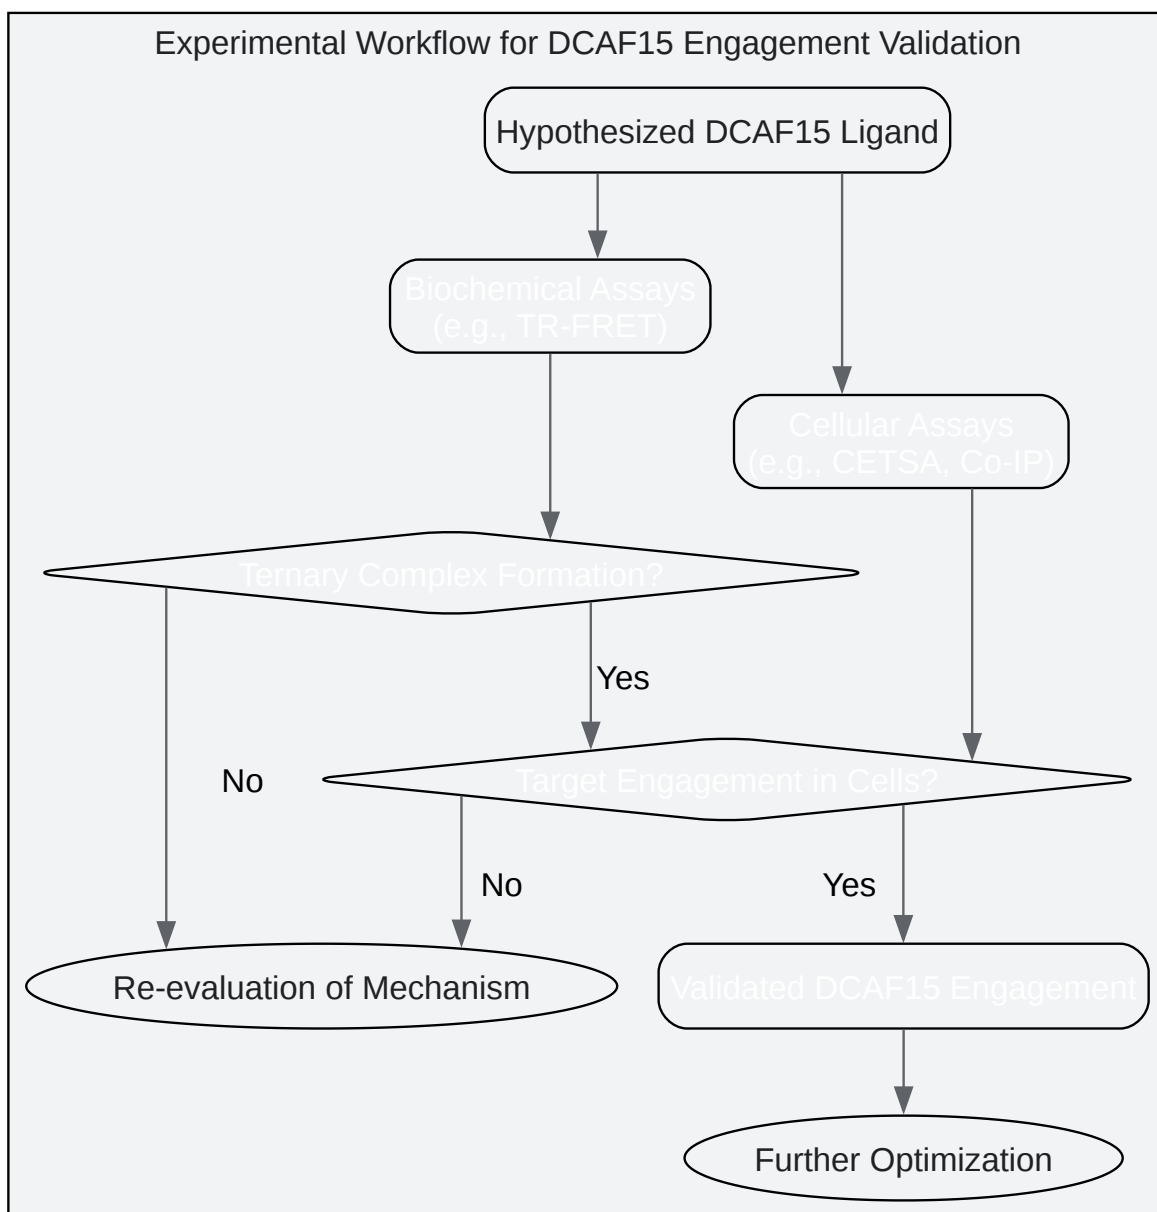 Experimental Workflow for DCAF15 Engagement Validation
Hypothesized DCAF15 Ligand
Biochemical Assays
(e.g., TR-FRET)
Cellular Assays
(e.g., CETSA, Co-IP)
Ternary Complex Formation?
Yes
No
Target Engagement in Cells?
No
Yes
Re-evaluation of Mechanism
Validated DCAF15 Engagement
Further Optimization